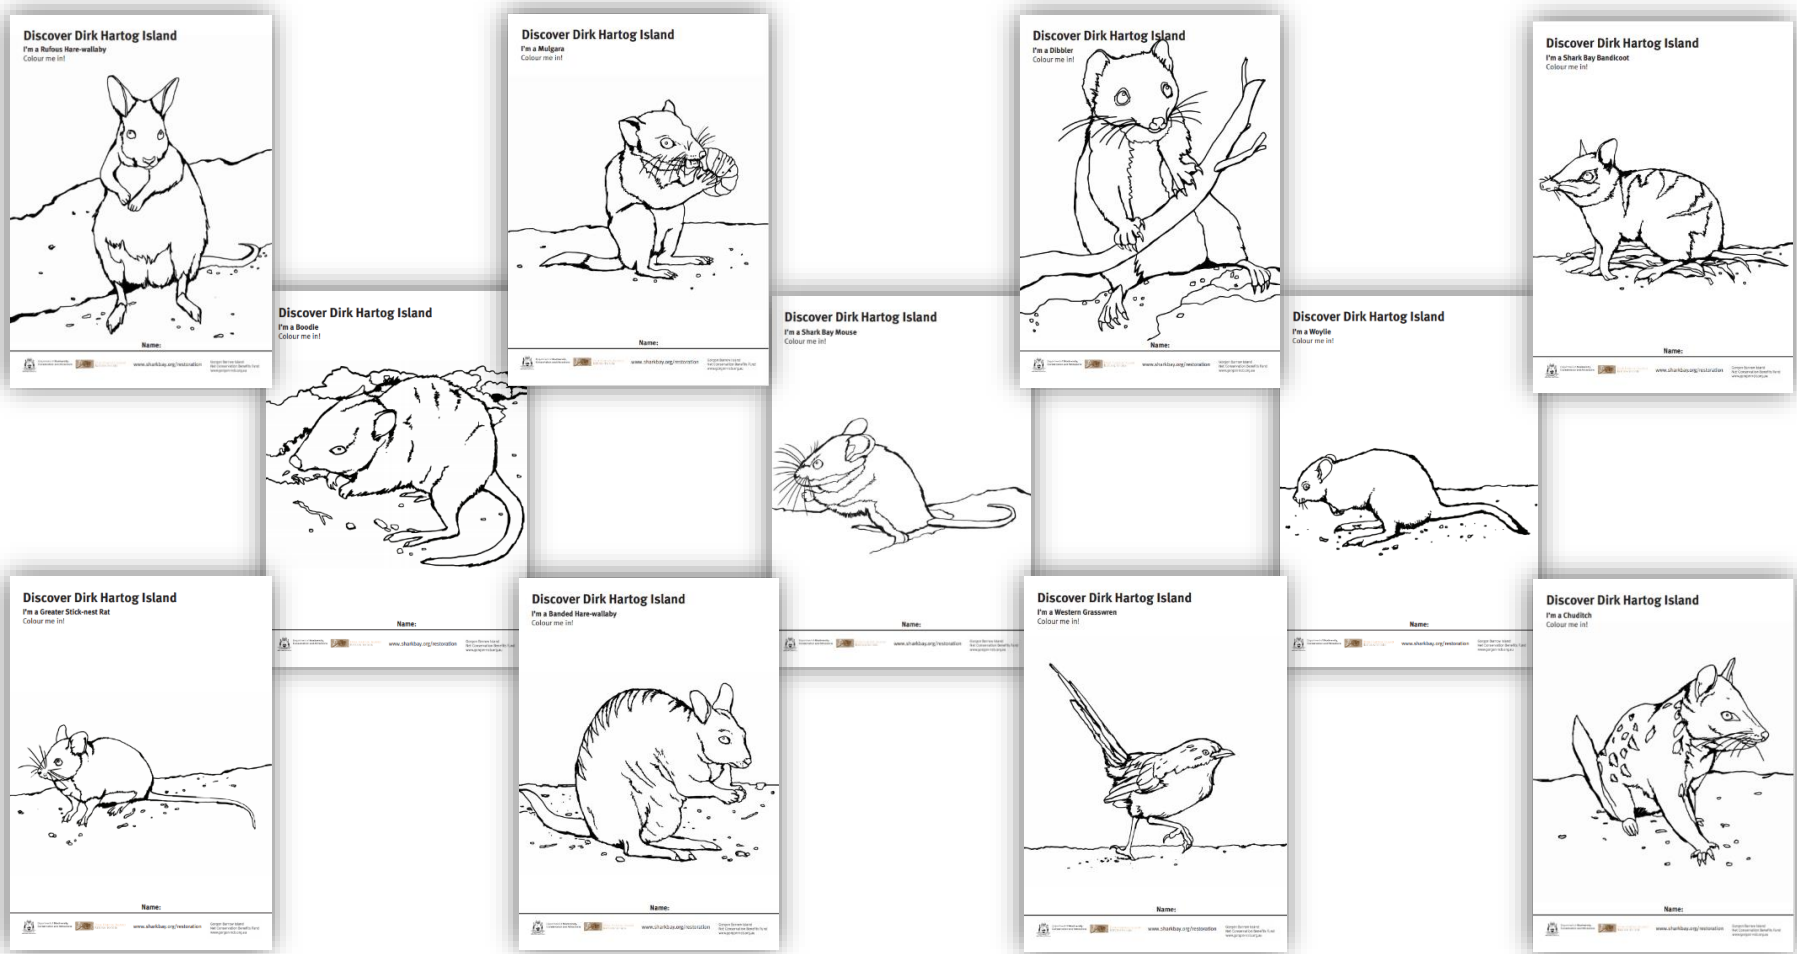 Discover Dirk Hartog Island
I'm a Rufous Hare-wallaby
Colour me in!
Name:
www.sharkbay.org/restoration
Discover Dirk Hartog Island
I'm a Mulgara
Colour me in!
Name:
www.sharkbay.org/restoration
Discover Dirk Hartog Island
I'm a Dibbler
Colour me in!
Name:
www.sharkbay.org/restoration
Discover Dirk Hartog Island
I'm a Shark Bay Bandicoot
Colour me in!
Name:
www.sharkbay.org/restoration
Discover Dirk Hartog Island
I'm a Boodie
Colour me in!
Name:
www.sharkbay.org/restoration
Discover Dirk Hartog Island
I'm a Shark Bay Mouse
Colour me in!
Name:
www.sharkbay.org/restoration
Discover Dirk Hartog Island
I'm a Woylie
Colour me in!
Name:
www.sharkbay.org/restoration
Discover Dirk Hartog Island
I'm a Greater Stick-nest Rat
Colour me in!
Name:
www.sharkbay.org/restoration
Discover Dirk Hartog Island
I'm a Banded Hare-wallaby
Colour me in!
Name:
www.sharkbay.org/restoration
Discover Dirk Hartog Island
I'm a Western Grasswren
Colour me in!
Name:
www.sharkbay.org/restoration
Discover Dirk Hartog Island
I'm a Chuditch
Colour me in!
Name:
www.sharkbay.org/restoration